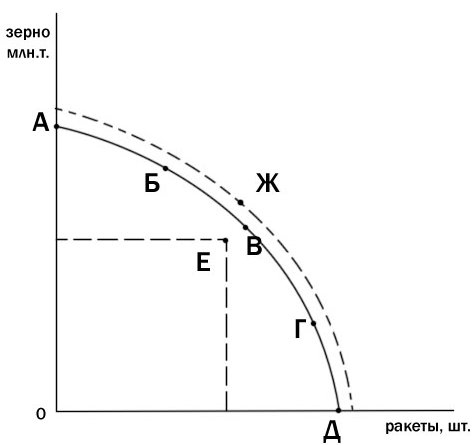 зерно
млн.т.
А
Б
Ж
В
Е
Г
0
Д
ракеты, шт.